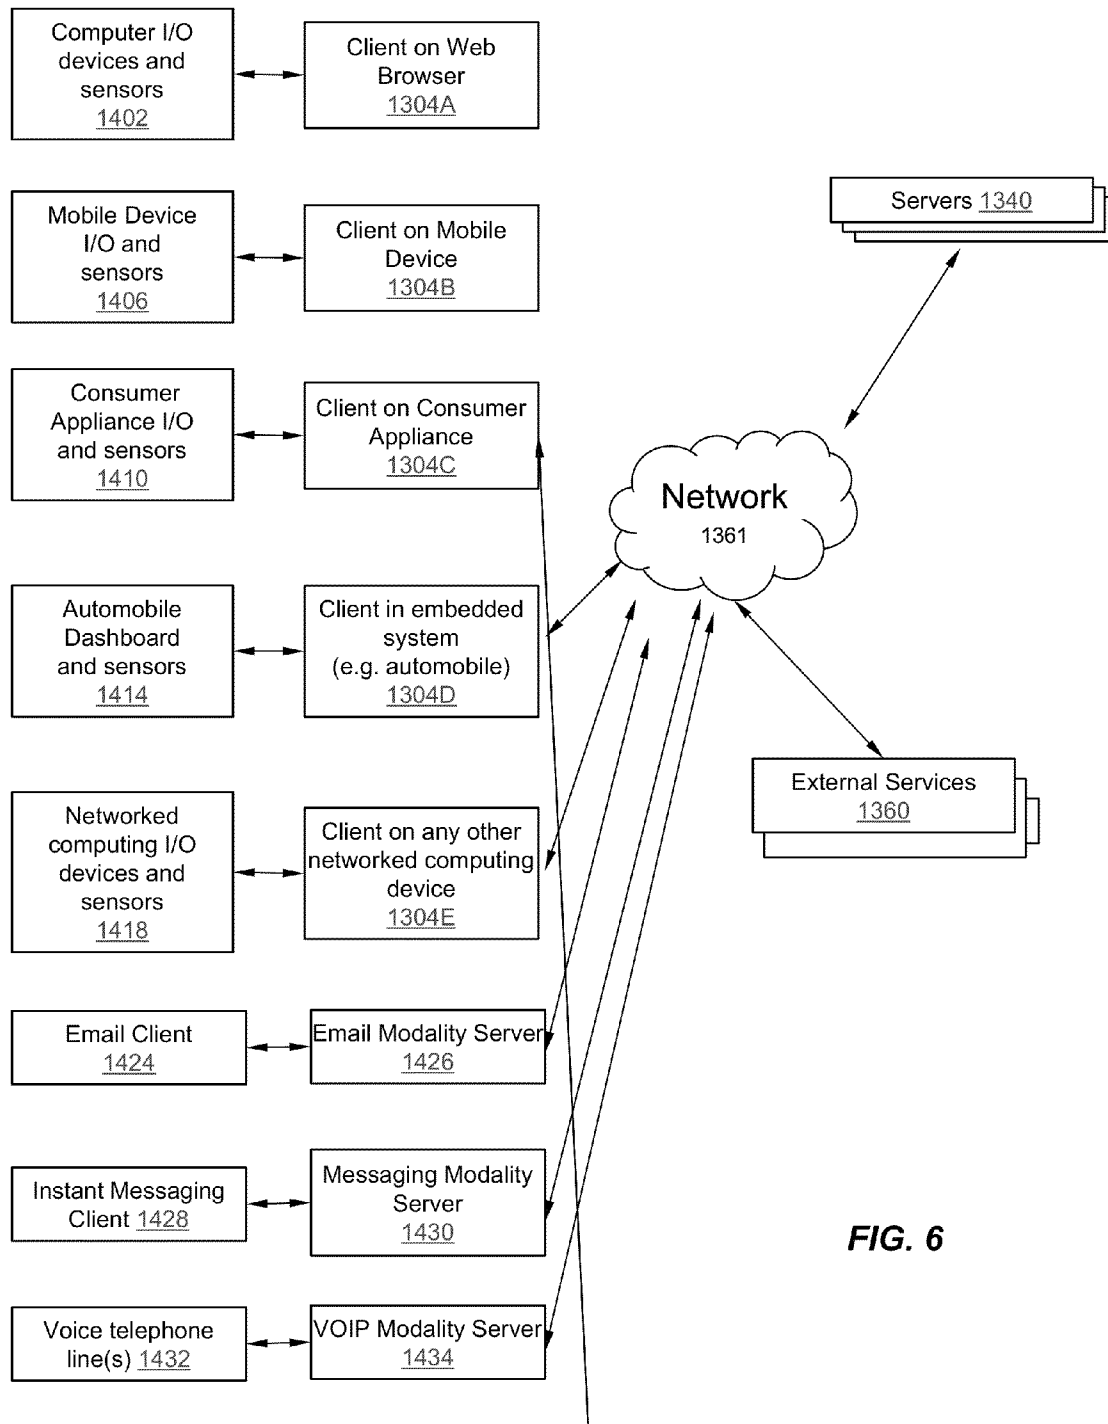 Computer I/O
devices and
sensors
1402
Client on Web
Browser
1304A
Mobile Device
I/O and
sensors
1406
Client on Mobile
Device
1304B
Servers 1340
Consumer
Appliance I/O
and sensors
1410
Client on Consumer
Appliance
1304C
Network
1361
Automobile
Dashboard
and sensors
1414
Client in embedded
system
(e.g. automobile)
1304D
External Services
1360
Networked
computing I/O
devices and
sensors
1418
Client on any other
networked computing
device
1304E
Email Client
1424
Email Modality Server
1426
Instant Messaging
Client 1428
Messaging Modality
Server
1430
FIG. 6
Voice telephone
line(s) 1432
VOIP Modality Server
1434